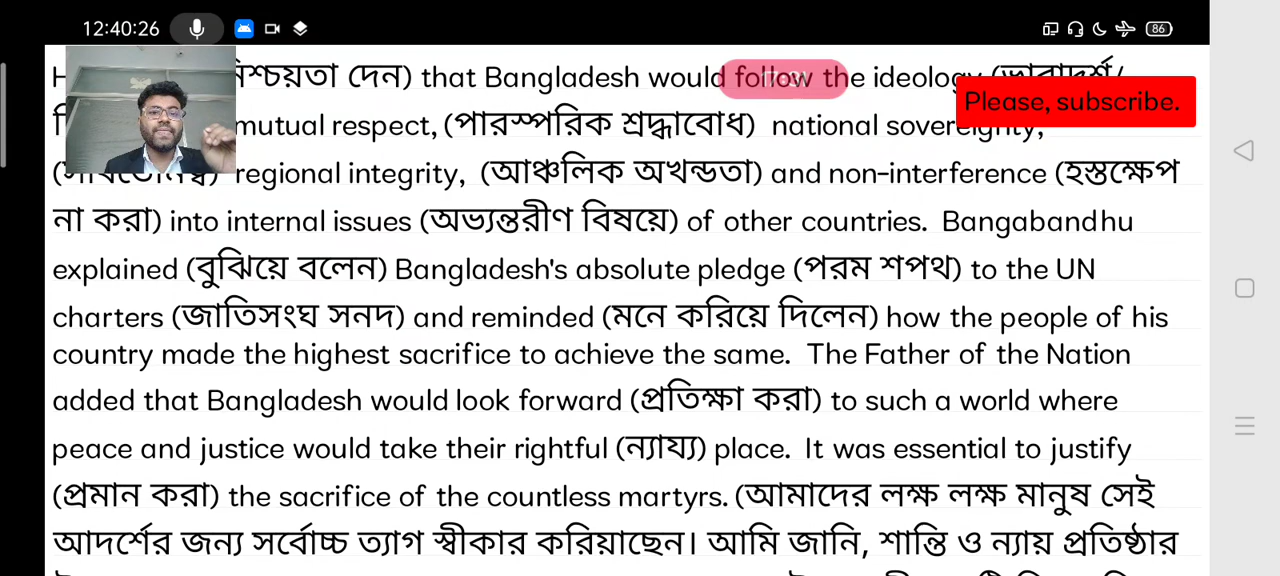 12:40:26
86
নিশ্চয়তা দেন) that Bangladesh would follow the ideology (ভাবাদর্শ/
Please, subscribe.
mutual respect, (পারস্পরিক শ্রদ্ধাবোধ) national sovereignty,
(সার্বভৌমত্ব) regional integrity, (আঞ্চলিক অখন্ডতা) and non-interference (হস্তক্ষেপ
না করা) into internal issues (অভ্যন্তরীণ বিষয়ে) of other countries. Bangabandhu
explained (বুঝিয়ে বলেন) Bangladesh's absolute pledge (পরম শপথ) to the UN
charters (জাতিসংঘ সনদ) and reminded (মনে করিয়ে দিলেন) how the people of his
country made the highest sacrifice to achieve the same. The Father of the Nation
added that Bangladesh would look forward (প্রতিক্ষা করা) to such a world where
peace and justice would take their rightful (ন্যায্য) place. It was essential to justify
(প্রমান করা) the sacrifice of the countless martyrs. (আমাদের লক্ষ লক্ষ মানুষ সেই
আদর্শের জন্য সর্বোচ্চ ত্যাগ স্বীকার করিয়াছেন। আমি জানি, শান্তি ও ন্যায় প্রতিষ্ঠার